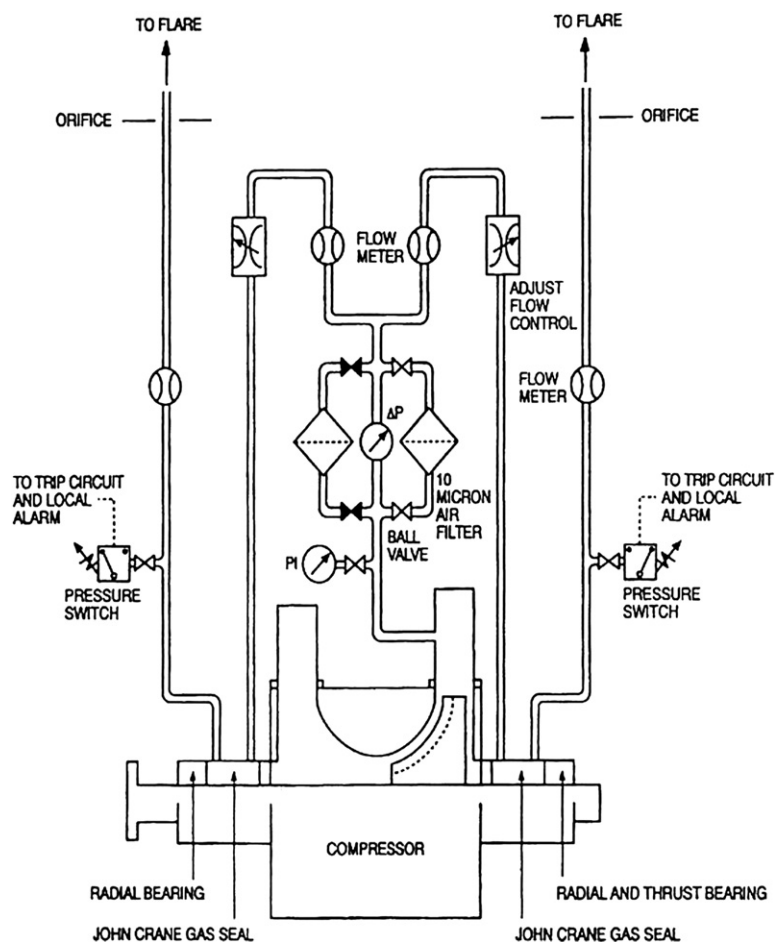 TO FLARE
TO FLARE
ORIFICE
ORIFICE
FLOW
METER
ADJUST
FLOW
CONTROL
FLOW
METER
ΔP
TO TRIP CIRCUIT
AND LOCAL
ALARM
10
MICRON
AIR
FILTER
TO TRIP CIRCUIT
AND LOCAL
ALARM
BALL
VALVE
PI
PRESSURE
SWITCH
PRESSURE
SWITCH
COMPRESSOR
RADIAL BEARING
RADIAL AND THRUST BEARING
JOHN CRANE GAS SEAL
JOHN CRANE GAS SEAL